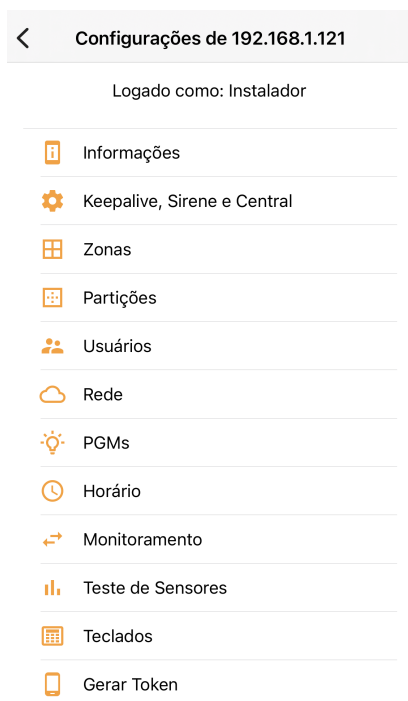 Configurações de 192.168.1.121
Logado como: Instalador
Informações
Keepalive, Sirene e Central
Zonas
Partições
Usuários
Rede
PGMs
Horário
Monitoramento
Teste de Sensores
Teclados
Gerar Token